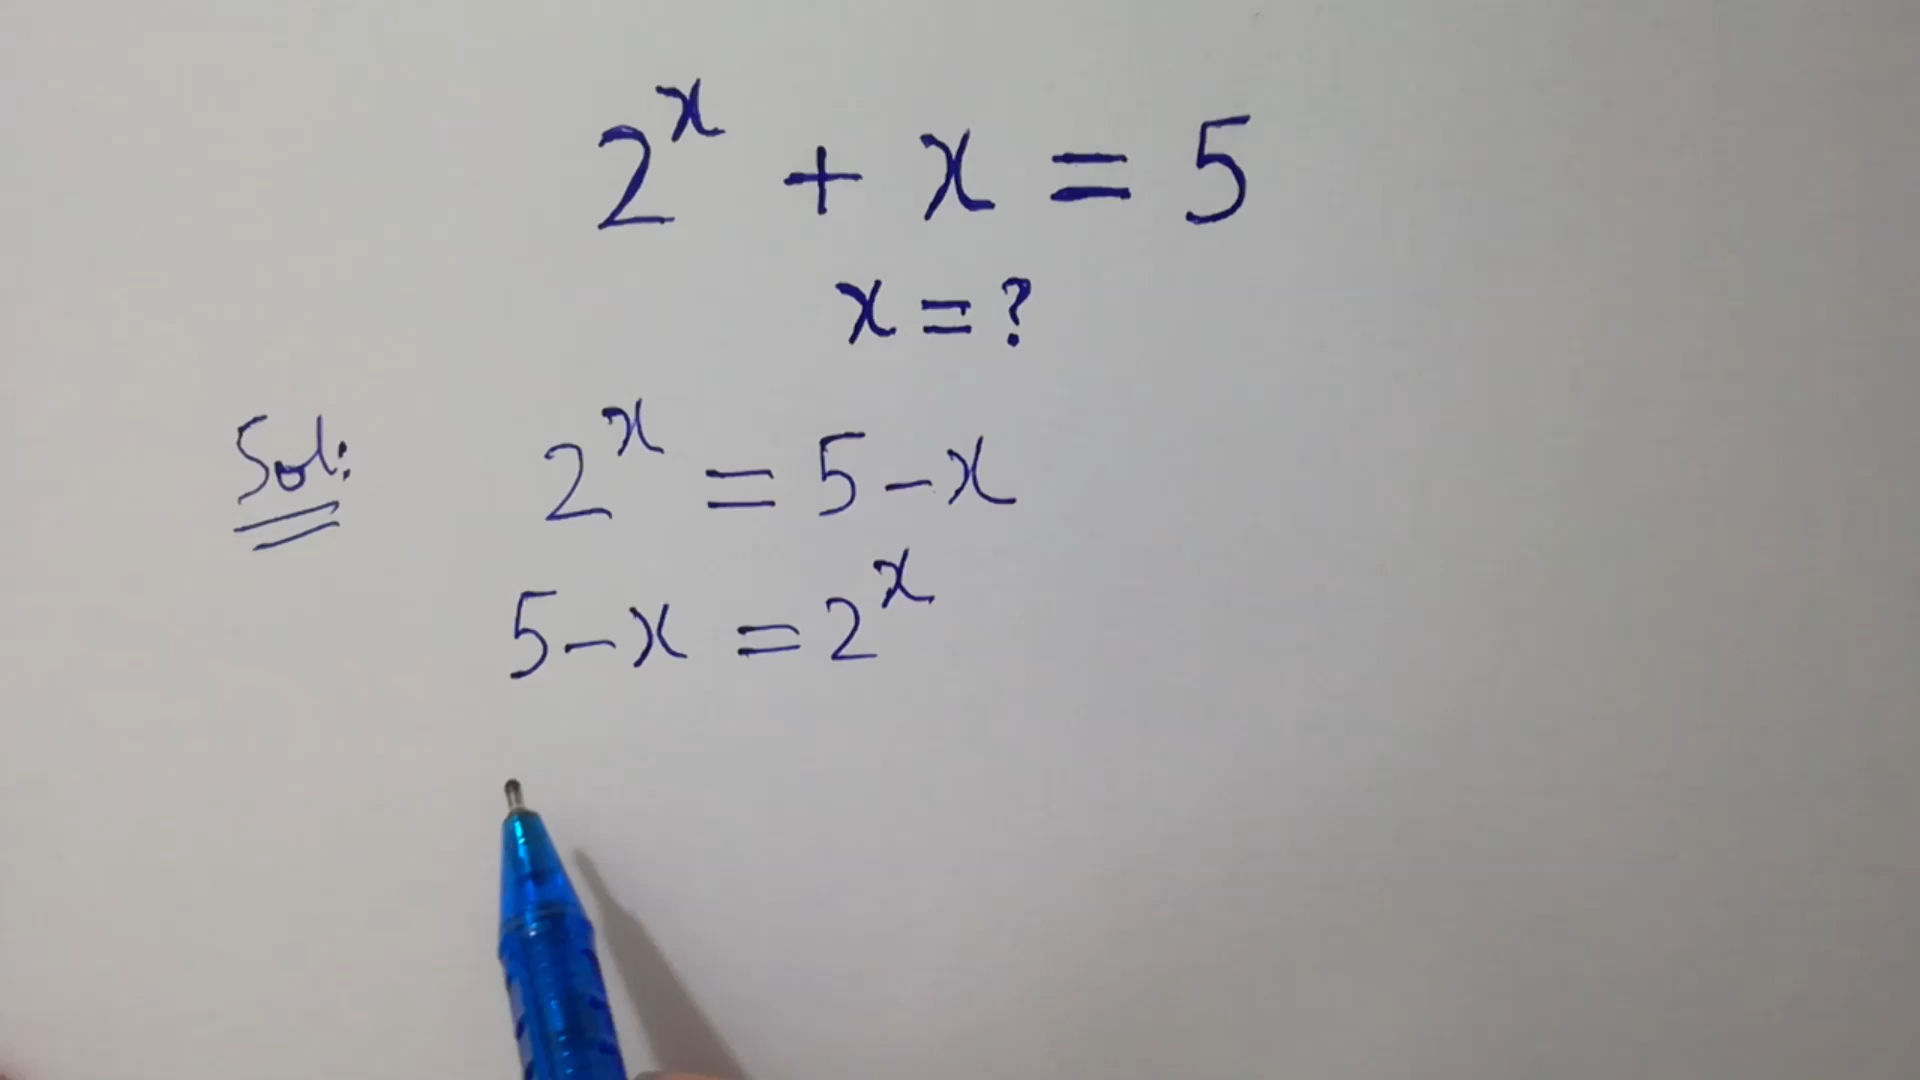 2^x + x = 5
x = ?
Sol: 2^x = 5 - x
5 - x = 2^x